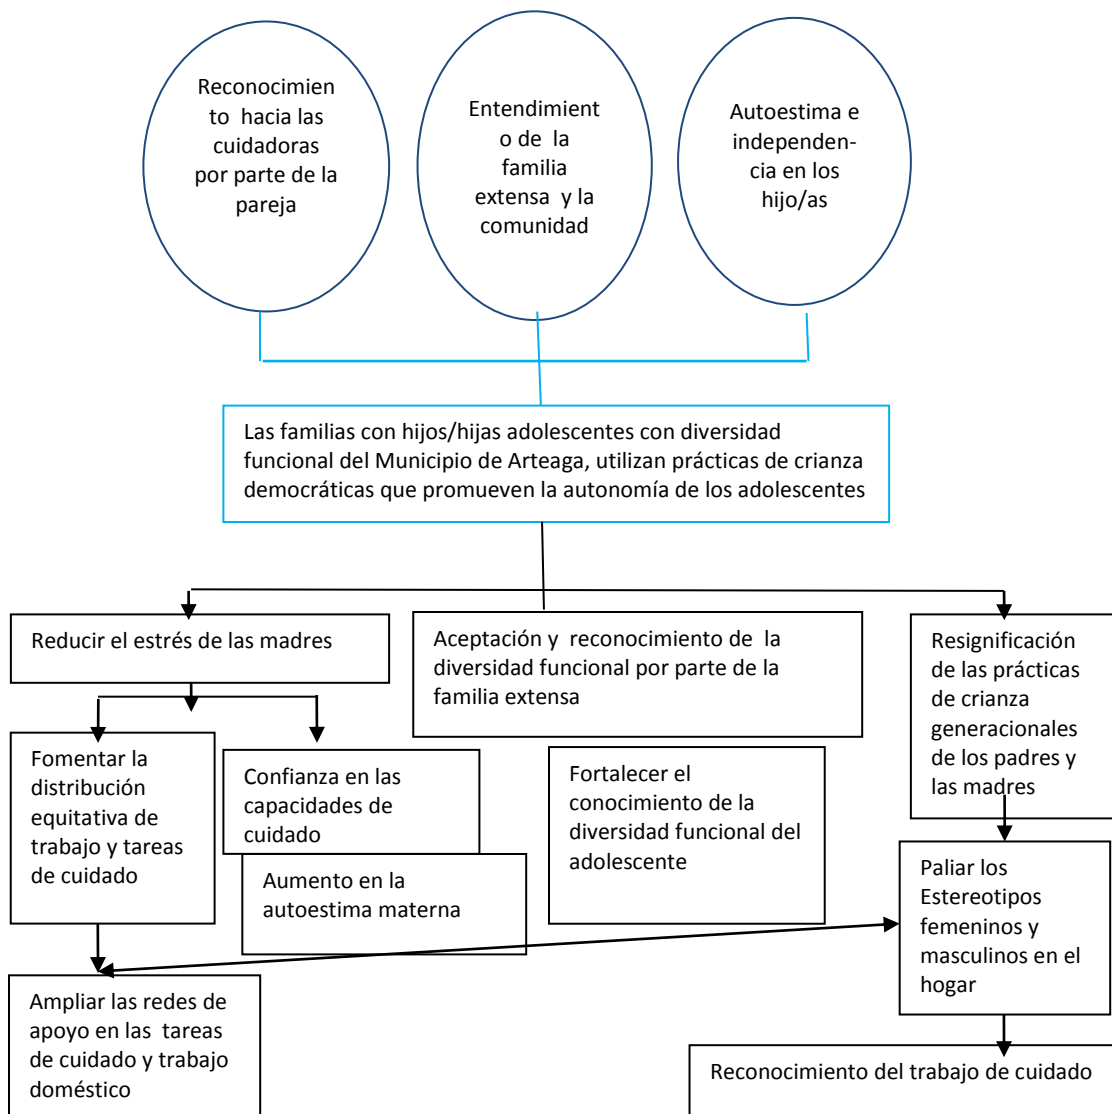 Reconocimien
to hacia las
cuidadoras
por parte de la
pareja
Entendimient
o de la
familia
extensa y la
comunidad
Autoestima e
independen-
cia en los
hijo/as
Las familias con hijos/hijas adolescentes con diversidad
funcional del Municipio de Arteaga, utilizan prácticas de crianza
democráticas que promueven la autonomía de los adolescentes
Reducir el estrés de las madres
Aceptación y reconocimiento de la
diversidad funcional por parte de la
familia extensa
Resignificación
de las prácticas
de crianza
generacionales
de los padres y
las madres
Fomentar la
distribución
equitativa de
trabajo y tareas
de cuidado
Confianza en las
capacidades de
cuidado
Fortalecer el
conocimiento de la
diversidad funcional del
adolescente
Aumento en la
autoestima materna
Paliar los
Estereotipos
femeninos y
masculinos en el
hogar
Ampliar las redes de
apoyo en las tareas
de cuidado y trabajo
doméstico
Reconocimiento del trabajo de cuidado